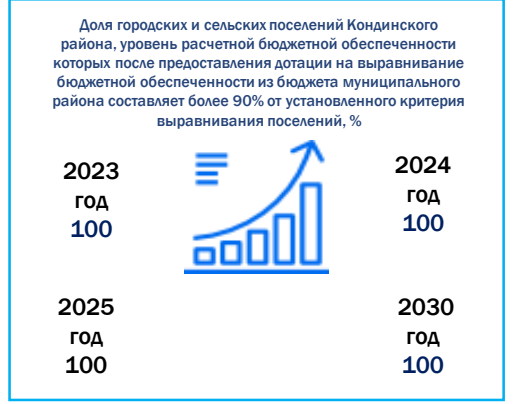 Доля городских и сельских поселений Кондинского
района, уровень расчетной бюджетной обеспеченности
которых после предоставления дотации на выравнивание
бюджетной обеспеченности из бюджета муниципального
района составляет более 90% от установленного критерия
выравнивания поселений, %
2023
год
100
2024
год
100
2025
год
100
2030
год
100